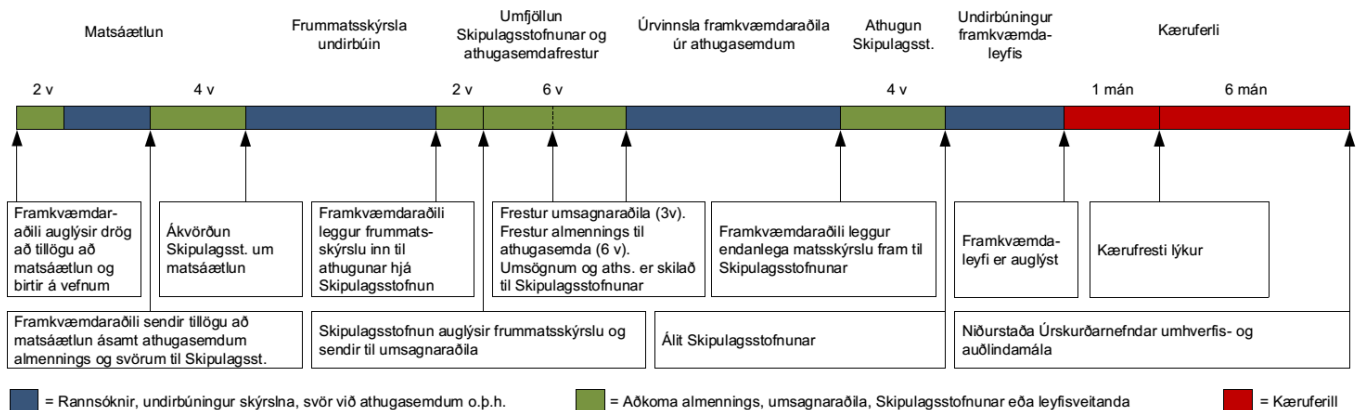 Matsáætlun
Frummatsskýrsla
undirbúin
Umfjöllun
Skipulagsstofnunar og
athugasemdafrestur
Úrvinnsla framkvæmdaraðila
úr athugasemdum
Athugun
Skipulagsst.
Undirbúningur
framkvæmda-
leyfis
Kæruferli
2 v
4 v
2 v
6 v
4 v
1 mán
6 mán
Framkvæmdar-
aðili auglýsir drög
að tillögu að
matsáætlun og
birtir á vefnum
Ákvörðun
Skipulagsst. um
matsáætlun
Framkvæmdaraðili
leggur frummats-
skýrslu inn til
athugunar hjá
Skipulagsstofnun
Frestur umsagnaraðila (3v).
Frestur almennings til
athugasemda (6 v).
Umsögnum og aths. er skilað
til Skipulagsstofnunar
Framkvæmdaraðili leggur
endanlega matsskýrslu fram til
Skipulagsstofnunar
Framkvæmda-
leyfi er auglýst
Kærufresti lýkur
Framkvæmdaraðili sendir tillögu að
matsáætlun ásamt athugasemdum
almennings og svörum til Skipulagsst.
Skipulagsstofnun auglýsir frummatsskýrslu og
sendir til umsagnaraðila
Álit Skipulagsstofnunar
Niðurstaða Úrskurðarnefndar umhverfis- og
auðlindamála
= Rannsóknir, undirbúningur skýrslna, svör við athugasemdum o.þ.h.
= Aðkoma almennings, umsagnaraðila, Skipulagsstofnunar eða leyfisveitanda
= Kæruferill